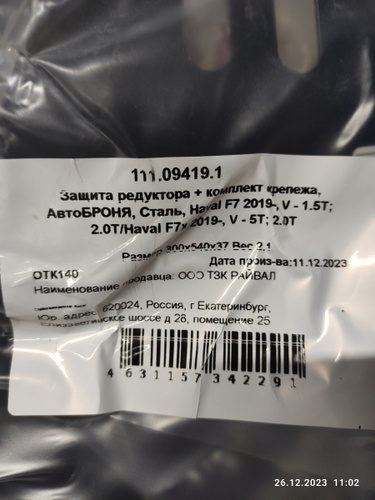 111.09419.1
Защита редуктора + комплект крепежа,
АвтоБРОНЯ, Сталь, Haval F7 2019-, V - 1.5T;
2.0T/Haval F7x 2019-, V - 5T; 2.0T
Размер 300x540x37 Вес 2,1
Дата произ-ва:11.12.2023
ОТК140
Наименование продавца: ООО ТЗК РАЙВАЛ
Юр. адрес 620024, Россия, г Екатеринбург,
Елизаветинское шоссе д 28, помещение 25
4 631157 342291
26.12.2023 11:02